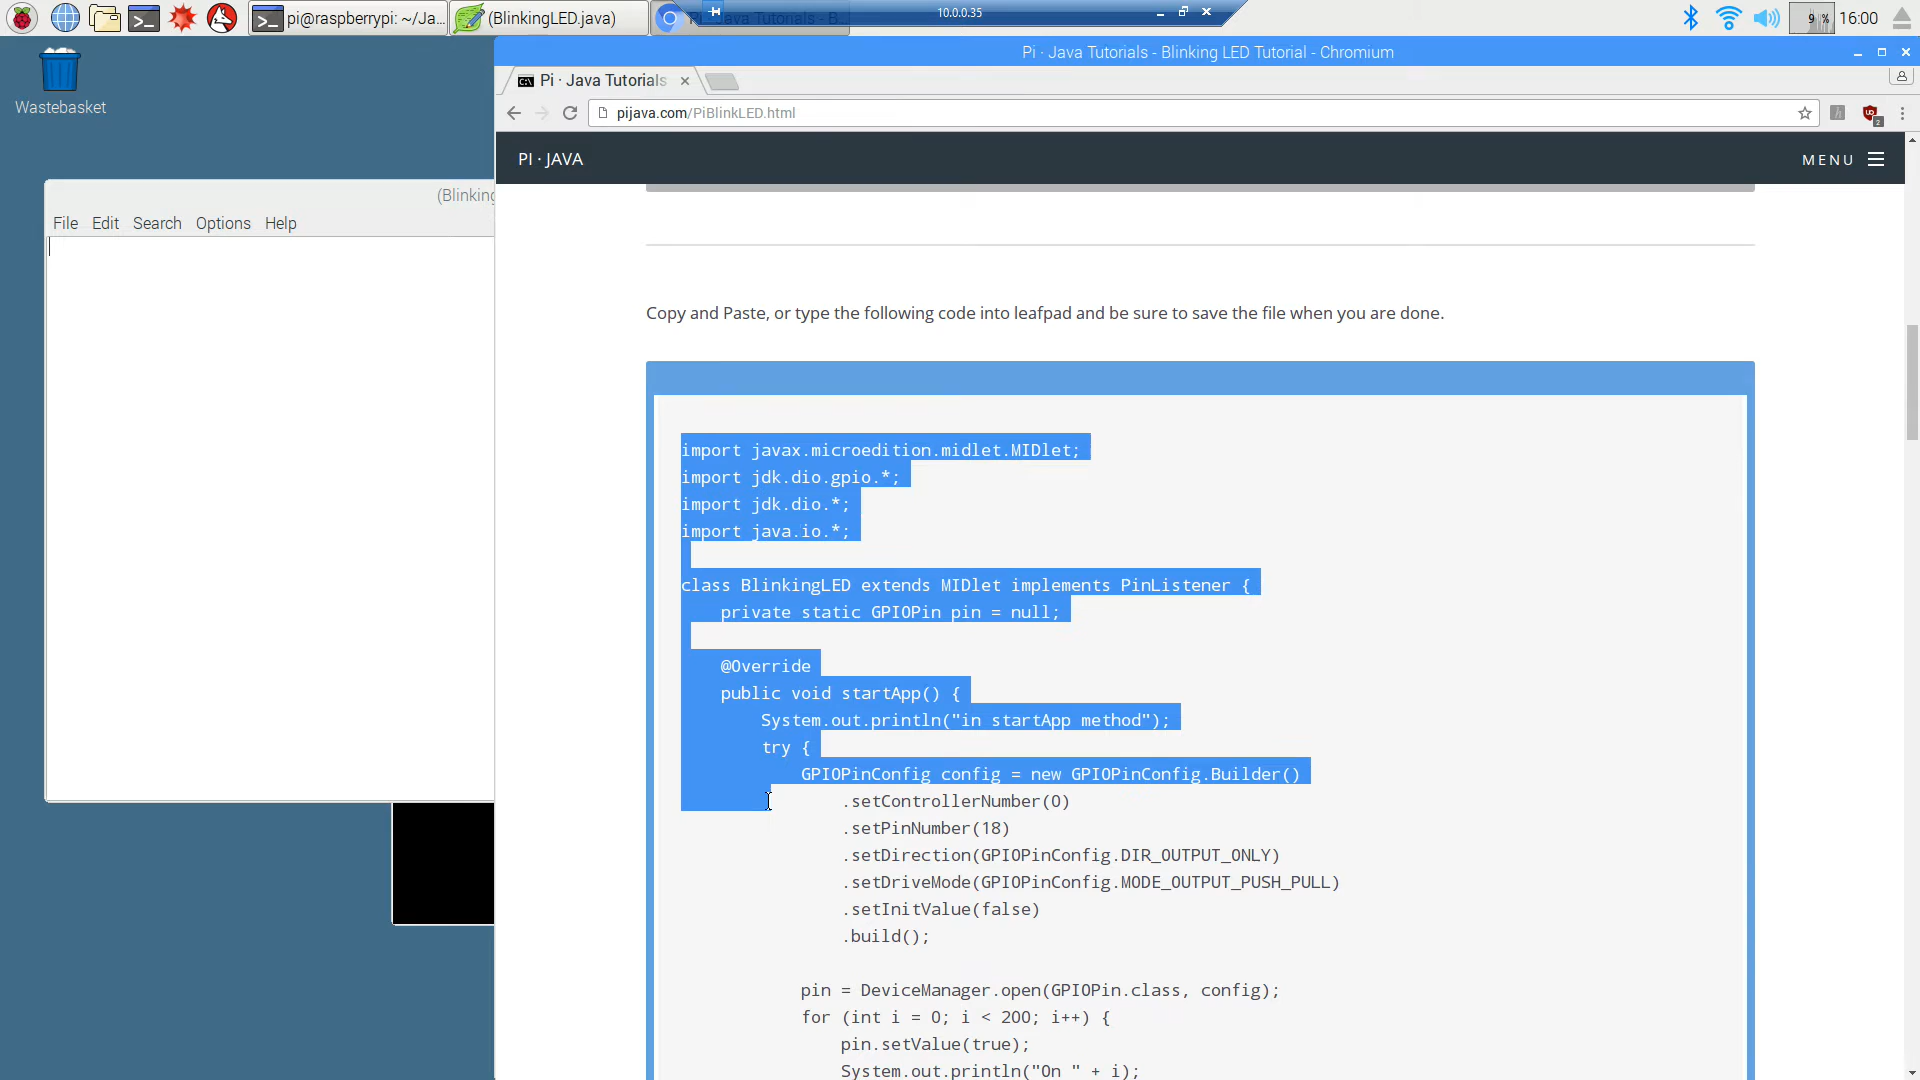 pi@raspberrypi: ~/Ja...
(BlinkingLED.java)
10.0.0.35
9 %
16:00
Wastebasket
Pi · Java Tutorials - Blinking LED Tutorial - Chromium
Pi · Java Tutorials
pijava.com/PiBlinkLED.html
PI · JAVA
MENU
(Blinking
File Edit Search Options Help
Copy and Paste, or type the following code into leafpad and be sure to save the file when you are done.
import javax.microedition.midlet.MIDlet;
import jdk.dio.gpio.*;
import jdk.dio.*;
import java.io.*;
class BlinkingLED extends MIDlet implements PinListener {
private static GPIOPin pin = null;
@Override
public void startApp() {
System.out.println("in startApp method");
try {
GPIOPinConfig config = new GPIOPinConfig.Builder()
.setControllerNumber(0)
.setPinNumber(18)
.setDirection(GPIOPinConfig.DIR_OUTPUT_ONLY)
.setDriveMode(GPIOPinConfig.MODE_OUTPUT_PUSH_PULL)
.setInitValue(false)
.build();
pin = DeviceManager.open(GPIOPin.class, config);
for (int i = 0; i < 200; i++) {
pin.setValue(true);
System.out.println("On " + i);